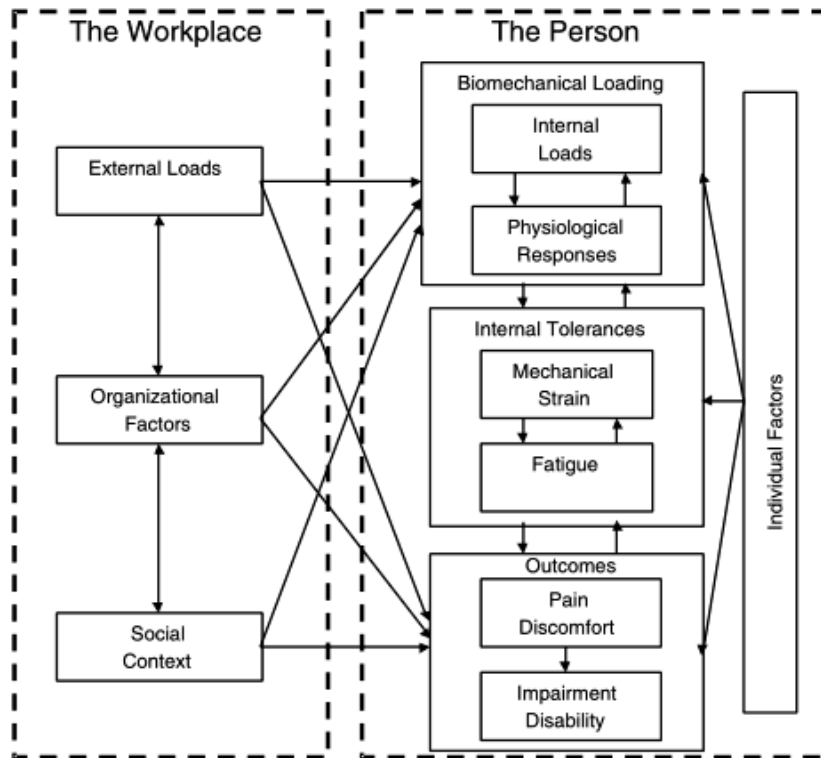 The Workplace
External Loads
Organizational
Factors
Social
Context
The Person
Biomechanical Loading
Internal
Loads
Physiological
Responses
Internal Tolerances
Mechanical
Strain
Fatigue
Outcomes
Pain
Discomfort
Impairment
Disability
Individual Factors